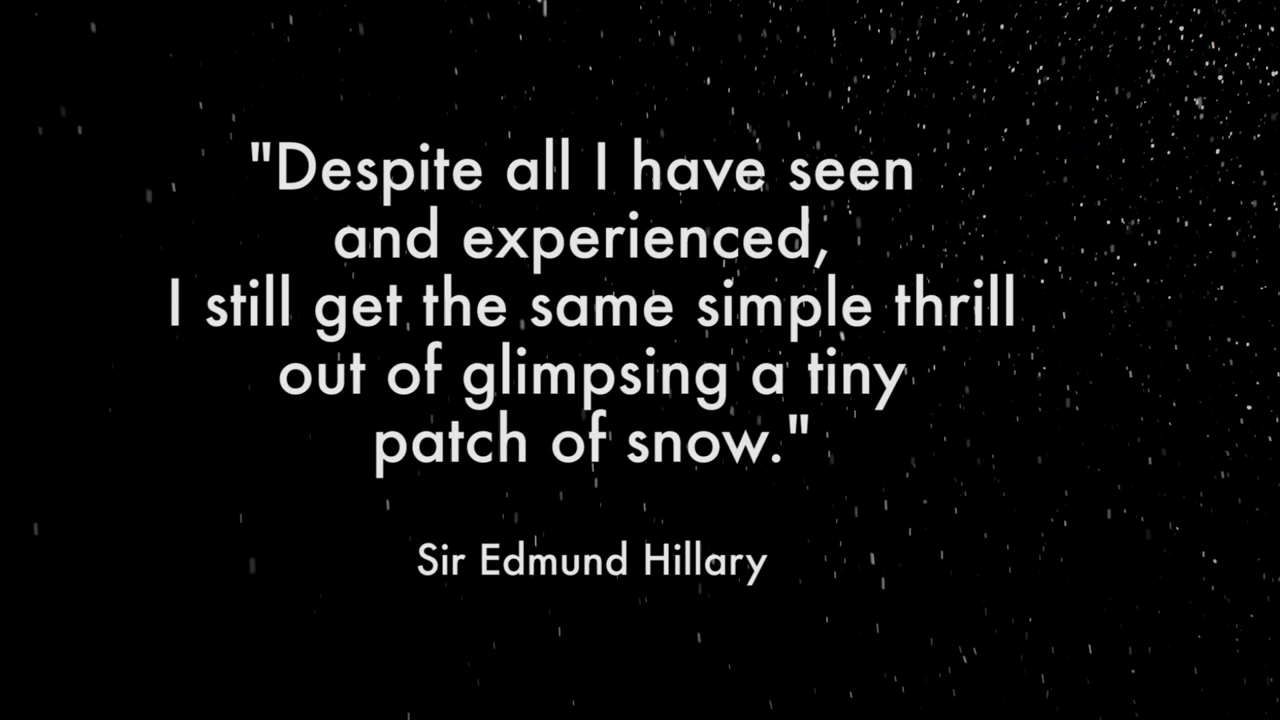 "Despite all I have seen
and experienced,
I still get the same simple thrill
out of glimpsing a tiny
patch of snow."
Sir Edmund Hillary